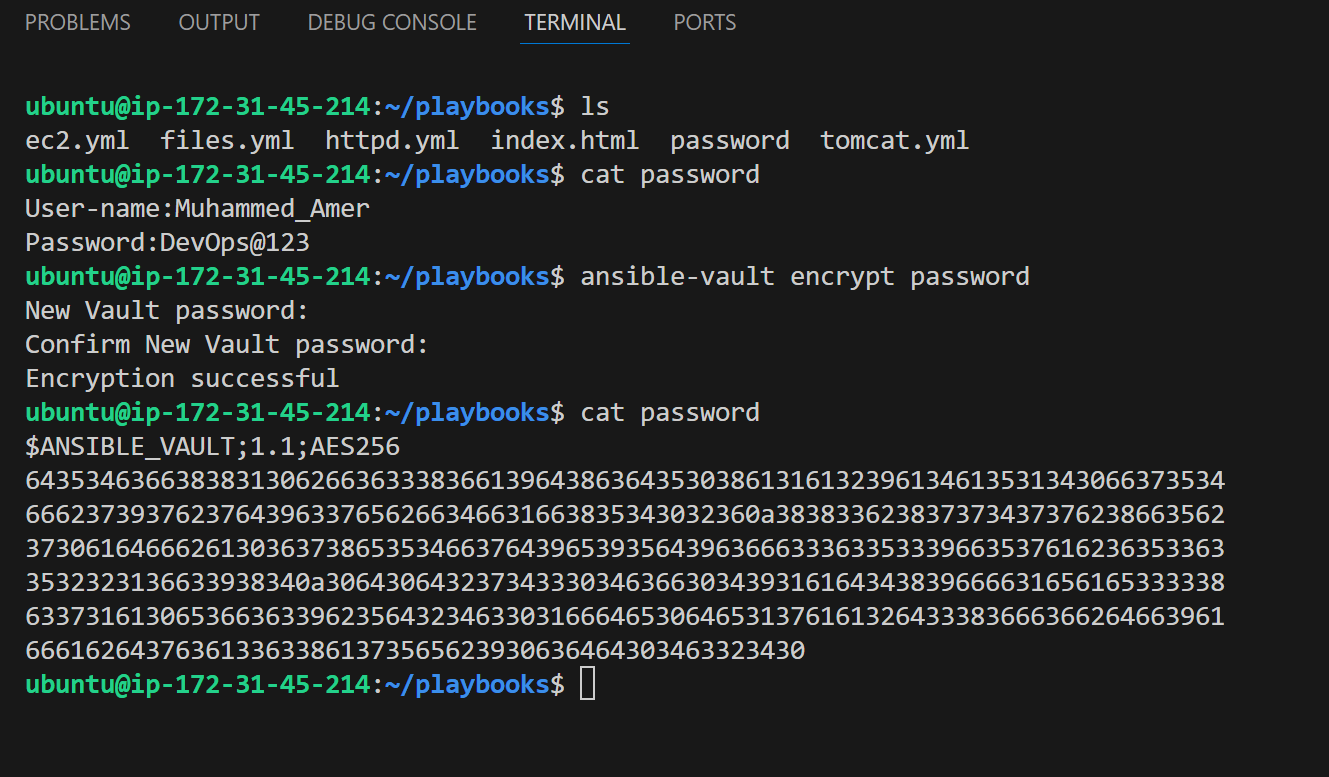 PROBLEMS OUTPUT DEBUG CONSOLE TERMINAL PORTS
ubuntu@ip-172-31-45-214:~/playbooks$ ls
ec2.yml  files.yml  httpd.yml  index.html  password  tomcat.yml
ubuntu@ip-172-31-45-214:~/playbooks$ cat password
User-name:Muhammed_Amer
Password:DevOps@123
ubuntu@ip-172-31-45-214:~/playbooks$ ansible-vault encrypt password
New Vault password:
Confirm New Vault password:
Encryption successful
ubuntu@ip-172-31-45-214:~/playbooks$ cat password
$ANSIBLE_VAULT;1.1;AES256
64353463663838313062663633383661396438636435303861316132396134613531343066373534
6662373937623764396337656266346631663835343032360a383833623837373437376238663562
37306164666261303637386535346637643965393564396366633363353339663537616236353363
3532323136633938340a306430643237343330346366303439316164343839666631656165333338
63373161306536636339623564323463303166646530646531376161326433383666366264663961
6661626437636133633861373565623930636464303463323430
ubuntu@ip-172-31-45-214:~/playbooks$